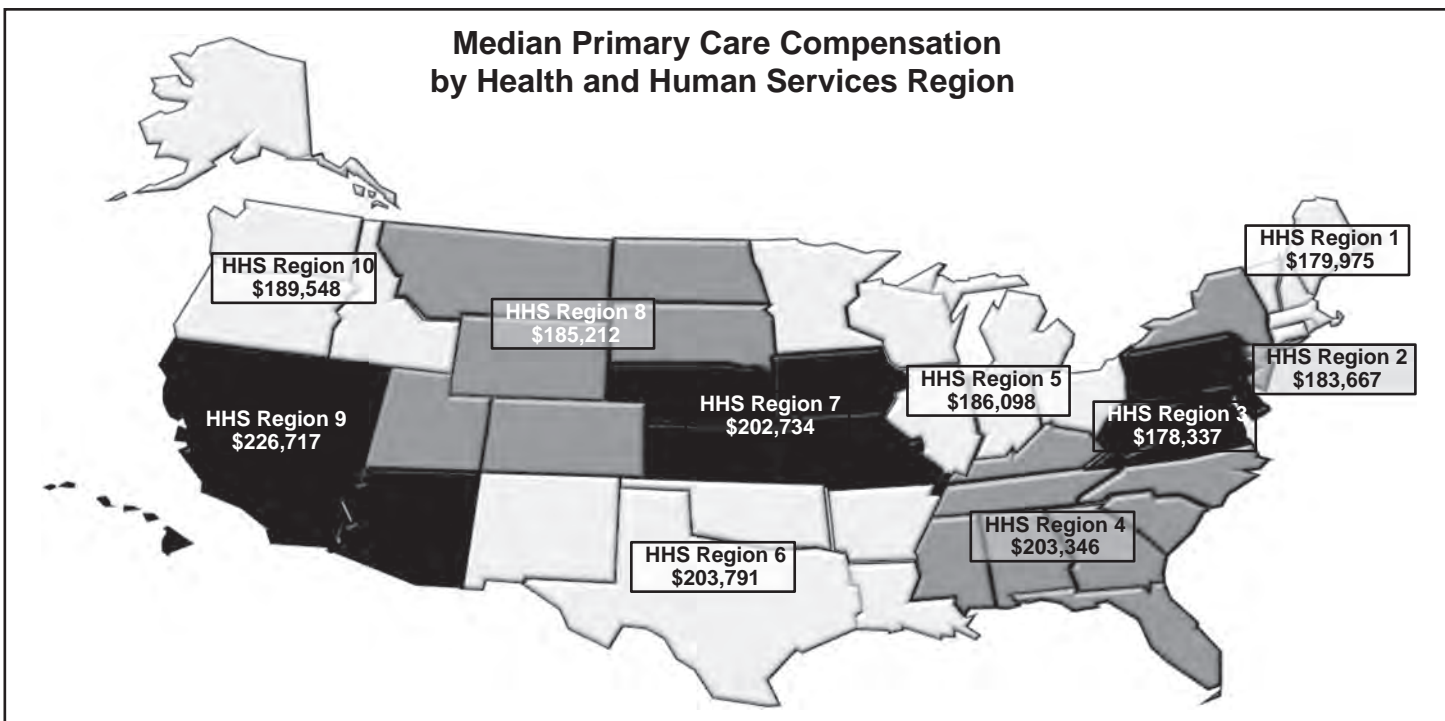 Median Primary Care Compensation
by Health and Human Services Region
HHS Region 1
$179,975
HHS Region 10
$189,548
HHS Region 8
$185,212
HHS Region 2
$183,667
HHS Region 5
$186,098
HHS Region 7
$202,734
HHS Region 3
$178,337
HHS Region 9
$226,717
HHS Region 4
$203,346
HHS Region 6
$203,791